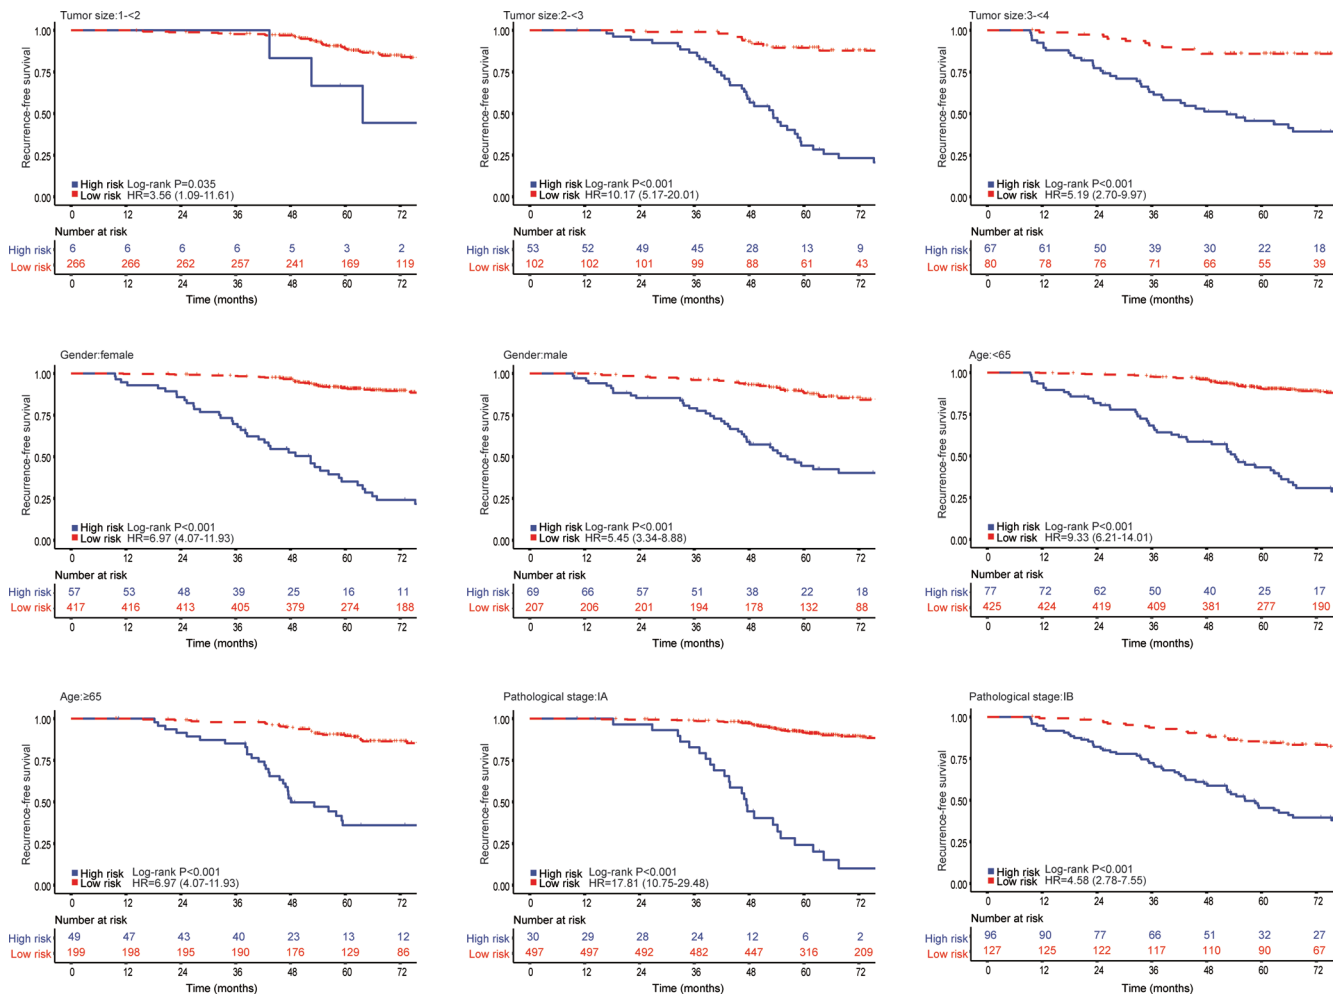 Tumor size:1-<2
Recurrence-free survival
1.00
0.75
0.50
0.25
0.00
High risk Log-rank P=0.035
Low risk HR=3.56 (1.09-11.61)
0 12 24 36 48 60 72
Number at risk
High risk 6 6 6 6 5 3 2
Low risk 266 266 262 257 241 169 119
0 12 24 36 48 60 72
Time (months)
Tumor size:2-<3
Recurrence-free survival
1.00
0.75
0.50
0.25
0.00
High risk Log-rank P<0.001
Low risk HR=10.17 (5.17-20.01)
0 12 24 36 48 60 72
Number at risk
High risk 53 52 49 45 28 13 9
Low risk 102 102 101 99 88 61 43
0 12 24 36 48 60 72
Time (months)
Tumor size:3-<4
Recurrence-free survival
1.00
0.75
0.50
0.25
0.00
High risk Log-rank P<0.001
Low risk HR=5.19 (2.70-9.97)
0 12 24 36 48 60 72
Number at risk
High risk 67 61 50 39 30 22 18
Low risk 80 78 76 71 66 55 39
0 12 24 36 48 60 72
Time (months)
Gender:female
Recurrence-free survival
1.00
0.75
0.50
0.25
0.00
High risk Log-rank P<0.001
Low risk HR=6.97 (4.07-11.93)
0 12 24 36 48 60 72
Number at risk
High risk 57 53 48 39 25 16 11
Low risk 417 416 413 405 379 274 188
0 12 24 36 48 60 72
Time (months)
Gender:male
Recurrence-free survival
1.00
0.75
0.50
0.25
0.00
High risk Log-rank P<0.001
Low risk HR=5.45 (3.34-8.88)
0 12 24 36 48 60 72
Number at risk
High risk 69 66 57 51 38 22 18
Low risk 207 206 201 194 178 132 88
0 12 24 36 48 60 72
Time (months)
Age:<65
Recurrence-free survival
1.00
0.75
0.50
0.25
0.00
High risk Log-rank P<0.001
Low risk HR=9.33 (6.21-14.01)
0 12 24 36 48 60 72
Number at risk
High risk 77 72 62 50 40 25 17
Low risk 425 424 419 409 381 277 190
0 12 24 36 48 60 72
Time (months)
Age:≥65
Recurrence-free survival
1.00
0.75
0.50
0.25
0.00
High risk Log-rank P<0.001
Low risk HR=6.97 (4.07-11.93)
0 12 24 36 48 60 72
Number at risk
High risk 49 47 43 40 23 13 12
Low risk 199 198 195 190 176 129 86
0 12 24 36 48 60 72
Time (months)
Pathological stage:IA
Recurrence-free survival
1.00
0.75
0.50
0.25
0.00
High risk Log-rank P<0.001
Low risk HR=17.81 (10.75-29.48)
0 12 24 36 48 60 72
Number at risk
High risk 30 29 28 24 12 6 2
Low risk 497 497 492 482 447 316 209
0 12 24 36 48 60 72
Time (months)
Pathological stage:IB
Recurrence-free survival
1.00
0.75
0.50
0.25
0.00
High risk Log-rank P<0.001
Low risk HR=4.58 (2.78-7.55)
0 12 24 36 48 60 72
Number at risk
High risk 96 90 77 66 51 32 27
Low risk 127 125 122 117 110 90 67
0 12 24 36 48 60 72
Time (months)